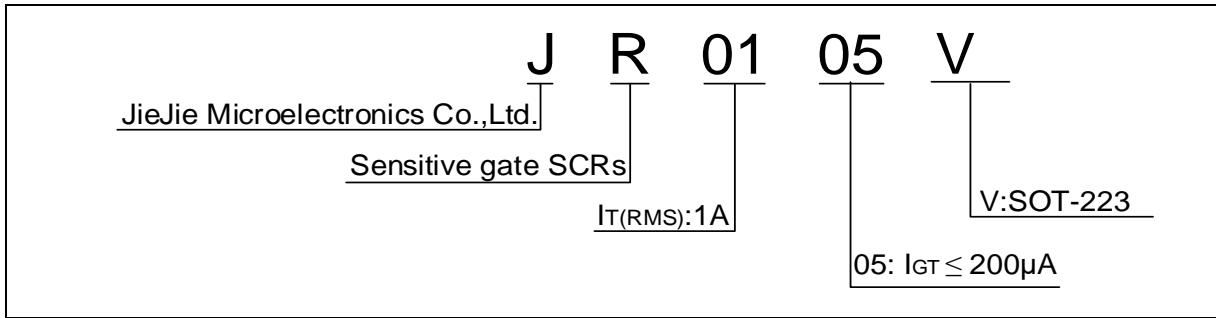 J R 01 05 V
JieJie Microelectronics Co.,Ltd.
Sensitive gate SCRs
IT(RMS):1A
V:SOT-223
05: IGT ≤ 200μA